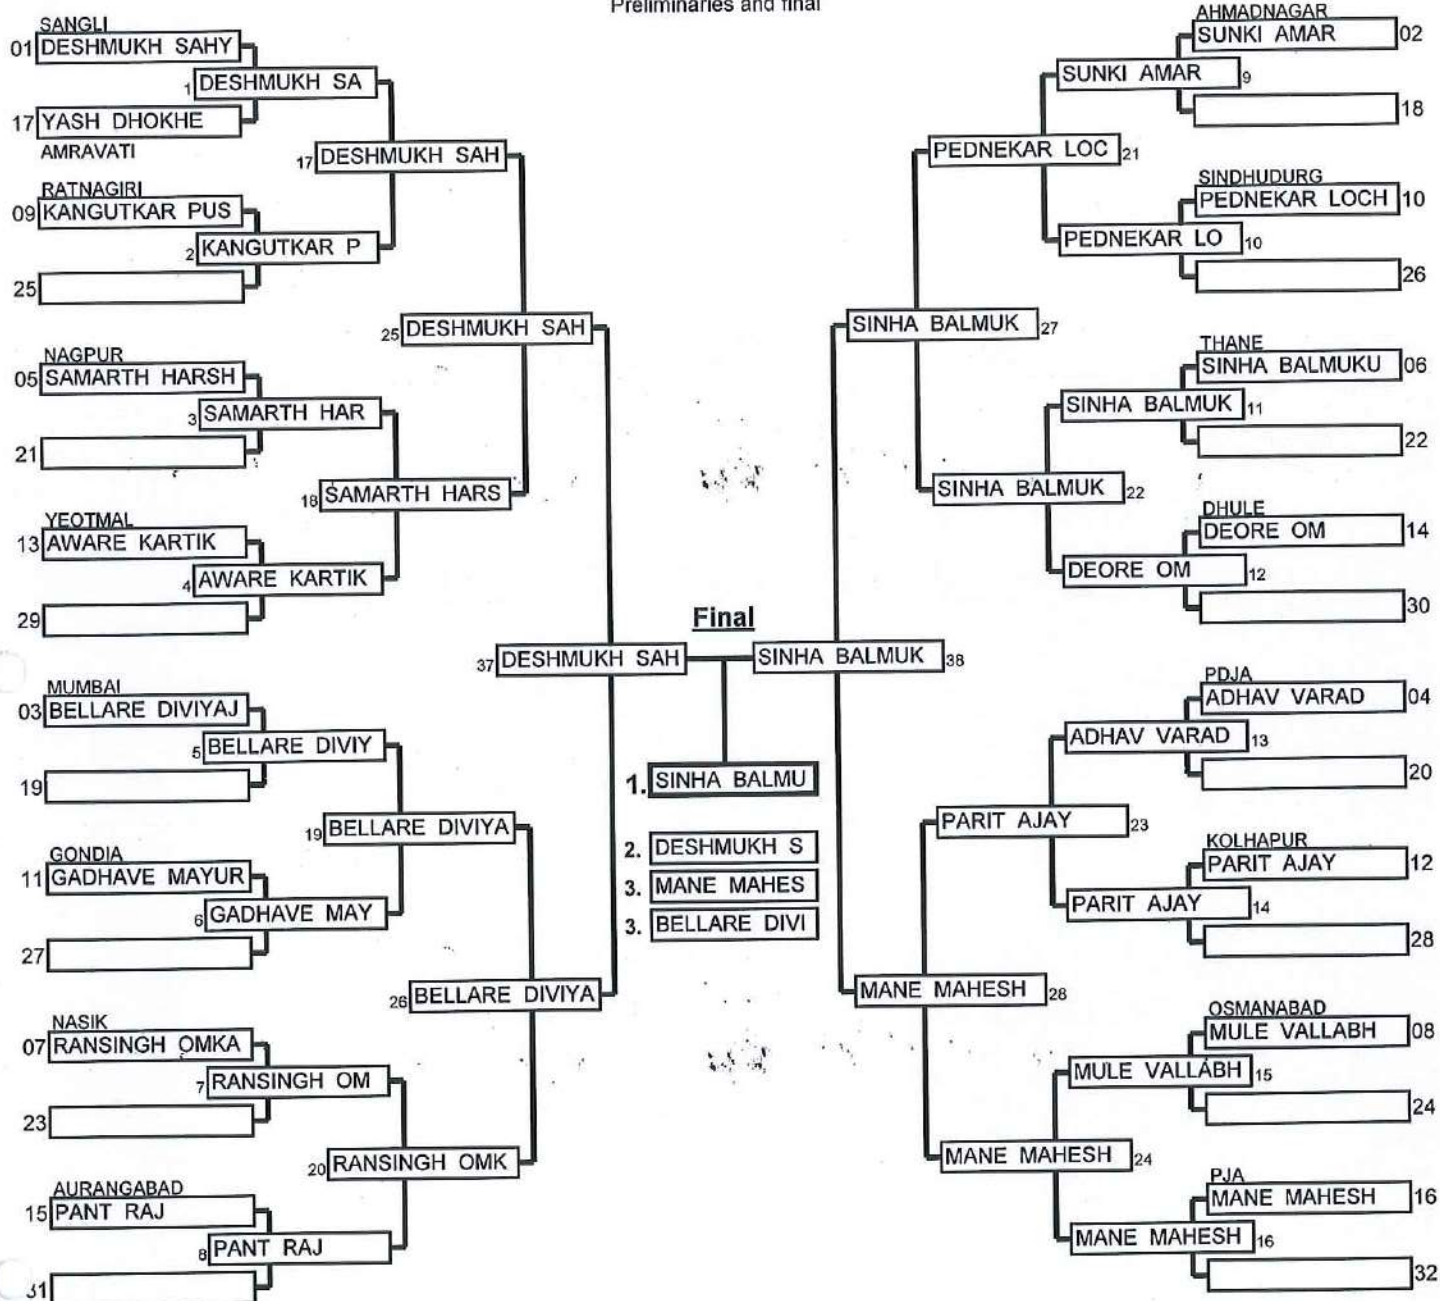 Preliminaries and final
SANGLI
01 DESHMUKH SAHY
1 DESHMUKH SA
17 YASH DHOKHE
AMRAVATI
17 DESHMUKH SAH
RATNAGIRI
09 KANGUTKAR PUS
2 KANGUTKAR P
25
25 DESHMUKH SAH
NAGPUR
05 SAMARTH HARSH
3 SAMARTH HAR
21
18 SAMARTH HARS
YEOTMAL
13 AWARE KARTIK
4 AWARE KARTIK
29
37 DESHMUKH SAH
MUMBAI
03 BELLARE DIVIYAJ
5 BELLARE DIVIY
19
19 BELLARE DIVIYA
GONDIA
11 GADHAVE MAYUR
6 GADHAVE MAY
27
26 BELLARE DIVIYA
NASIK
07 RANSINGH OMKA
7 RANSINGH OM
23
20 RANSINGH OMK
AURANGABAD
15 PANT RAJ
8 PANT RAJ
31
Final
1. SINHA BALMU
2. DESHMUKH S
3. MANE MAHES
3. BELLARE DIVI
AHMADNAGAR
SUNKI AMAR 02
SUNKI AMAR 9
18
PEDNEKAR LOC 21
SINDHUDURG
PEDNEKAR LOCH 10
PEDNEKAR LO 10
26
SINHA BALMUK 27
THANE
SINHA BALMUKU 06
SINHA BALMUK 11
22
SINHA BALMUK 22
DHULE
DEORE OM 14
DEORE OM 12
30
SINHA BALMUK 38
PDJA
ADHAV VARAD 04
ADHAV VARAD 13
20
PARIT AJAY 23
KOLHAPUR
PARIT AJAY 12
PARIT AJAY 14
28
MANE MAHESH 28
OSMANABAD
MULE VALLABH 08
MULE VALLABH 15
24
MANE MAHESH 24
PJA
MANE MAHESH 16
MANE MAHESH 16
32